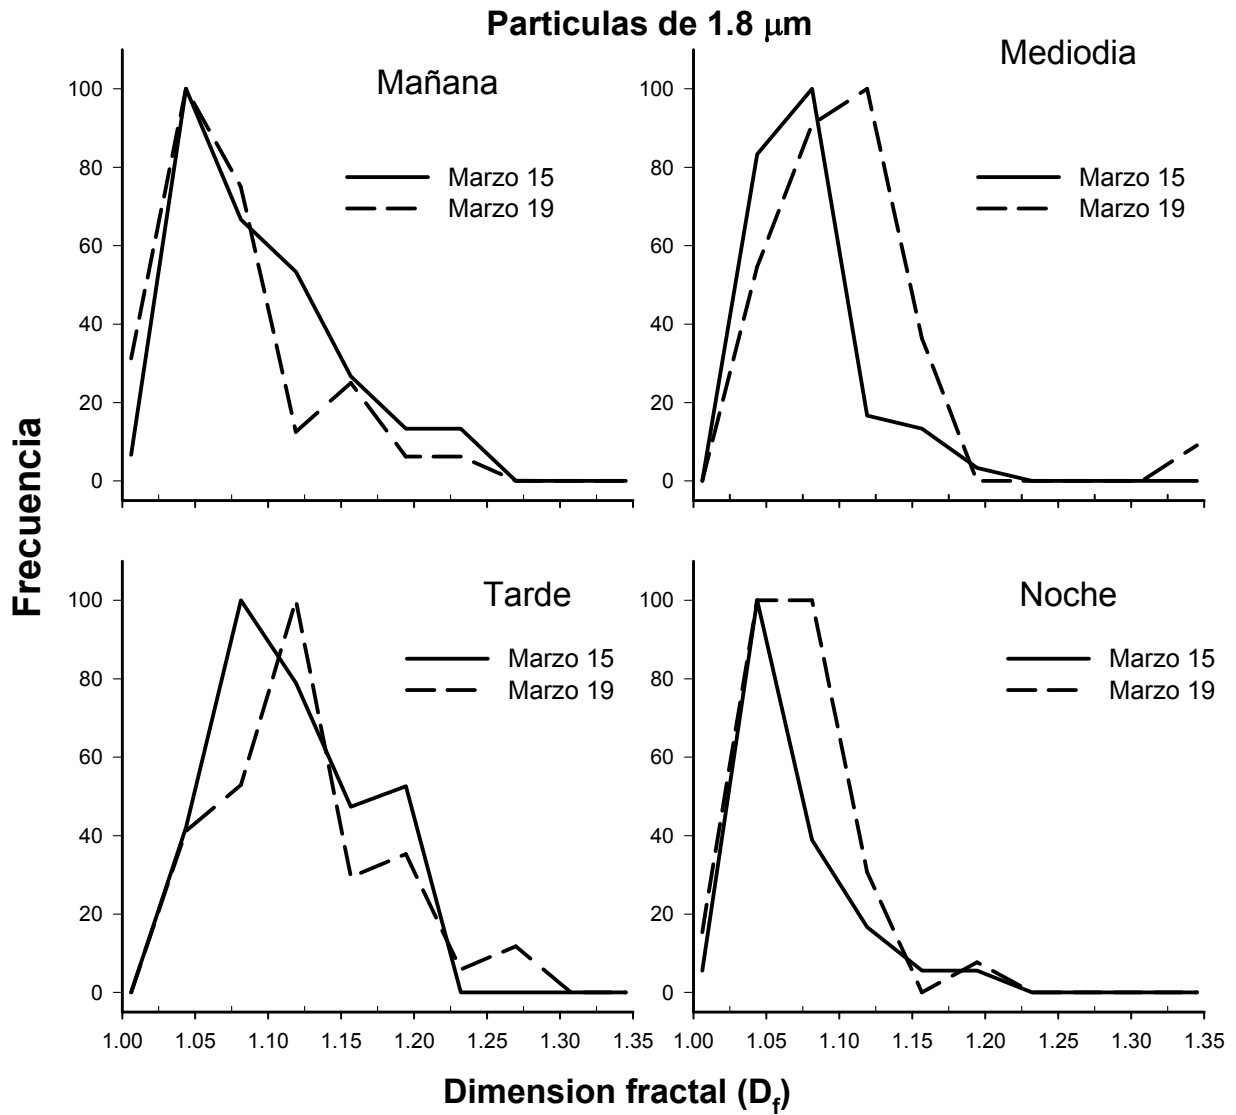 Particulas de 1.8 μm
Mañana
Mediodia
100
80
60
40
20
0
Marzo 15
Marzo 19
100
80
60
40
20
0
Marzo 15
Marzo 19
Frecuencia
Tarde
Noche
100
80
60
40
20
0
Marzo 15
Marzo 19
100
80
60
40
20
0
Marzo 15
Marzo 19
1.00 1.05 1.10 1.15 1.20 1.25 1.30 1.35
1.00 1.05 1.10 1.15 1.20 1.25 1.30 1.35
Dimension fractal (Df)